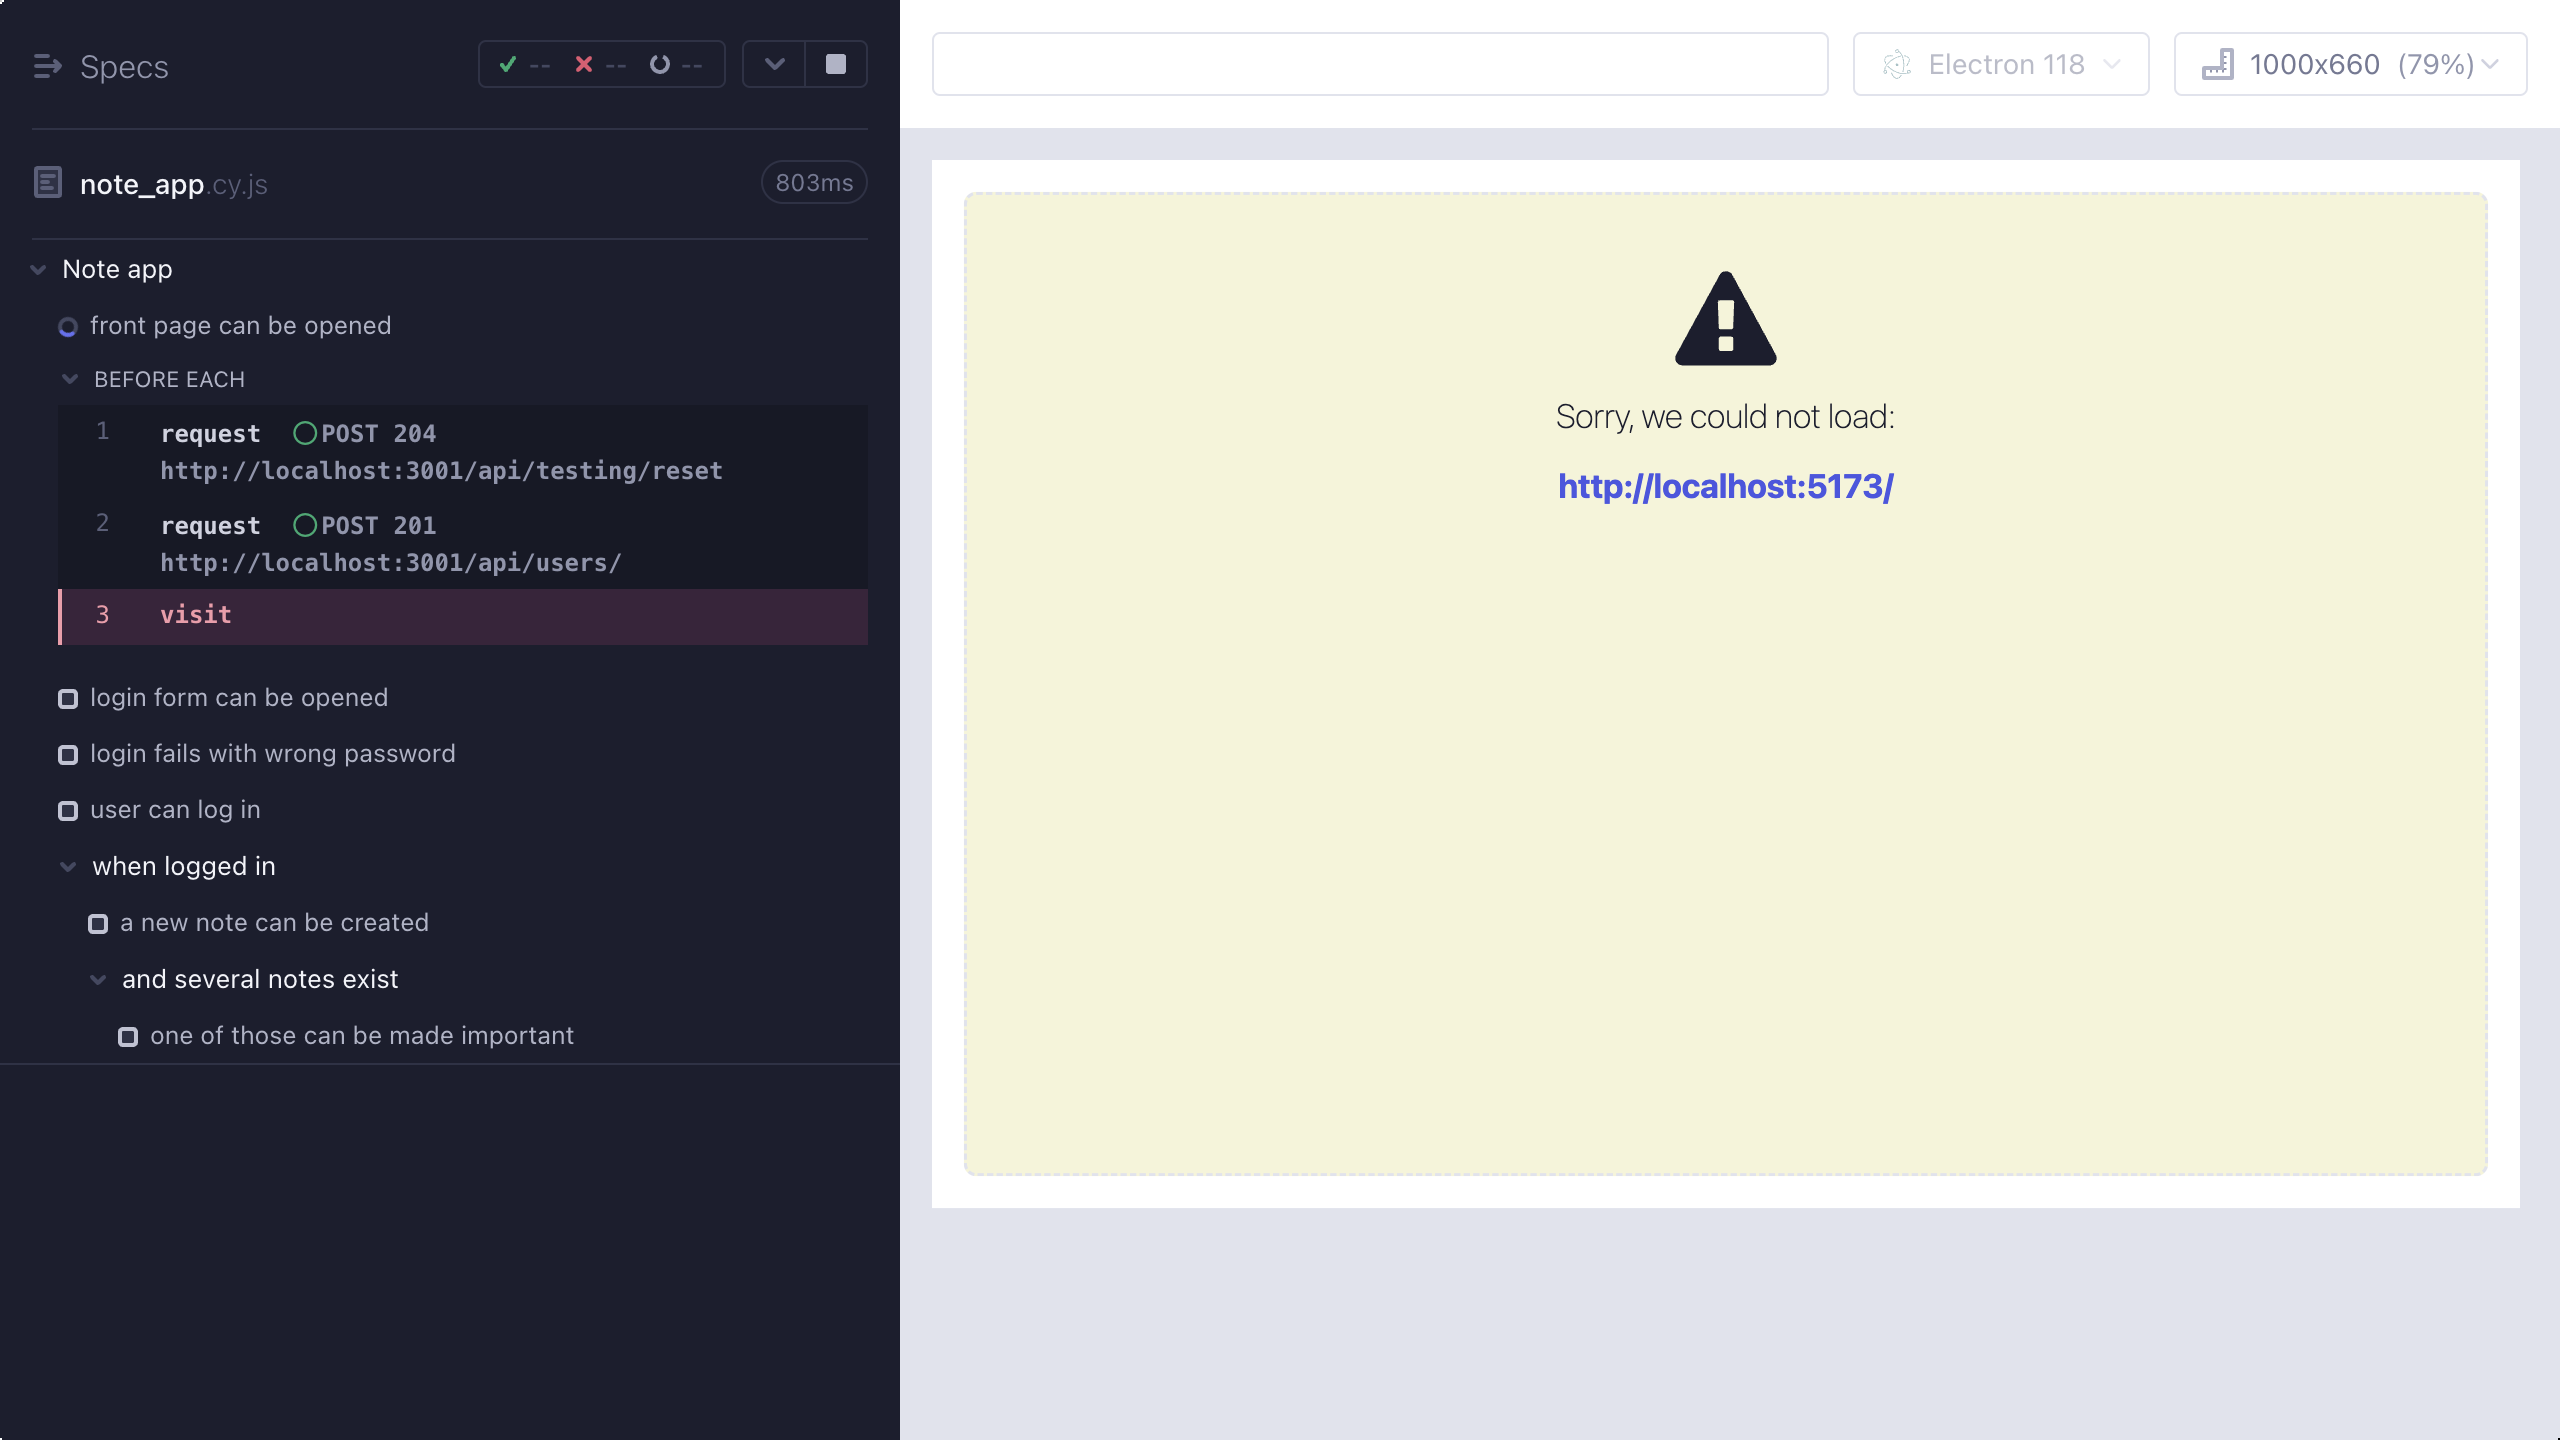 Specs
-- -- --
note_app.cy.js
803ms
Note app
front page can be opened
BEFORE EACH
1 request POST 204
http://localhost:3001/api/testing/reset
2 request POST 201
http://localhost:3001/api/users/
3 visit
login form can be opened
login fails with wrong password
user can log in
when logged in
a new note can be created
and several notes exist
one of those can be made important
Electron 118
1000x660 (79%)
Sorry, we could not load:
http://localhost:5173/